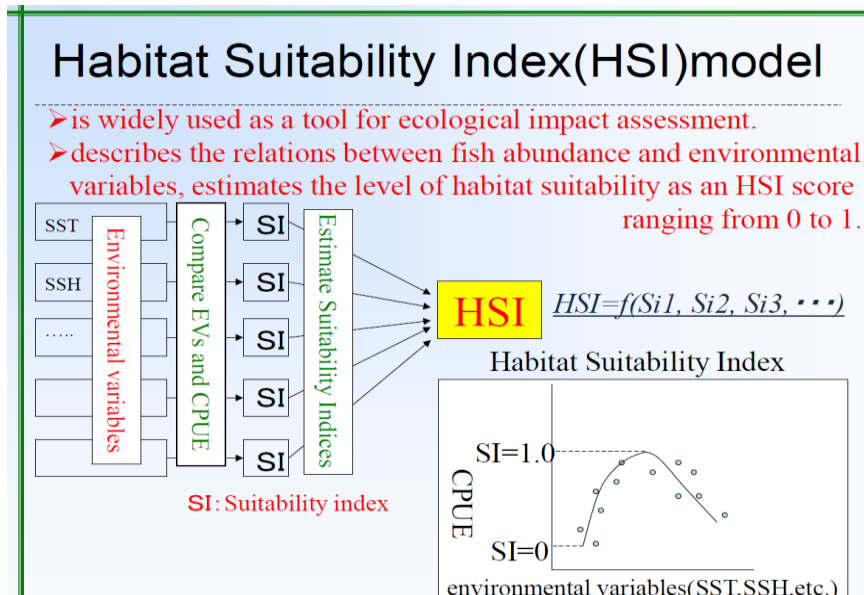 Habitat Suitability Index(HSI)model
➢is widely used as a tool for ecological impact assessment.
➢describes the relations between fish abundance and environmental
variables, estimates the level of habitat suitability as an HSI score
ranging from 0 to 1.
SST
SSH
.....
Environmental variables
Compare EVs and CPUE
SI
SI
SI
SI
SI
Estimate Suitability Indices
SI:Suitability index
HSI
HSI=f(Si1, Si2, Si3,・・・)
Habitat Suitability Index
SI=1.0
CPUE
SI=0
environmental variables(SST,SSH,etc.)